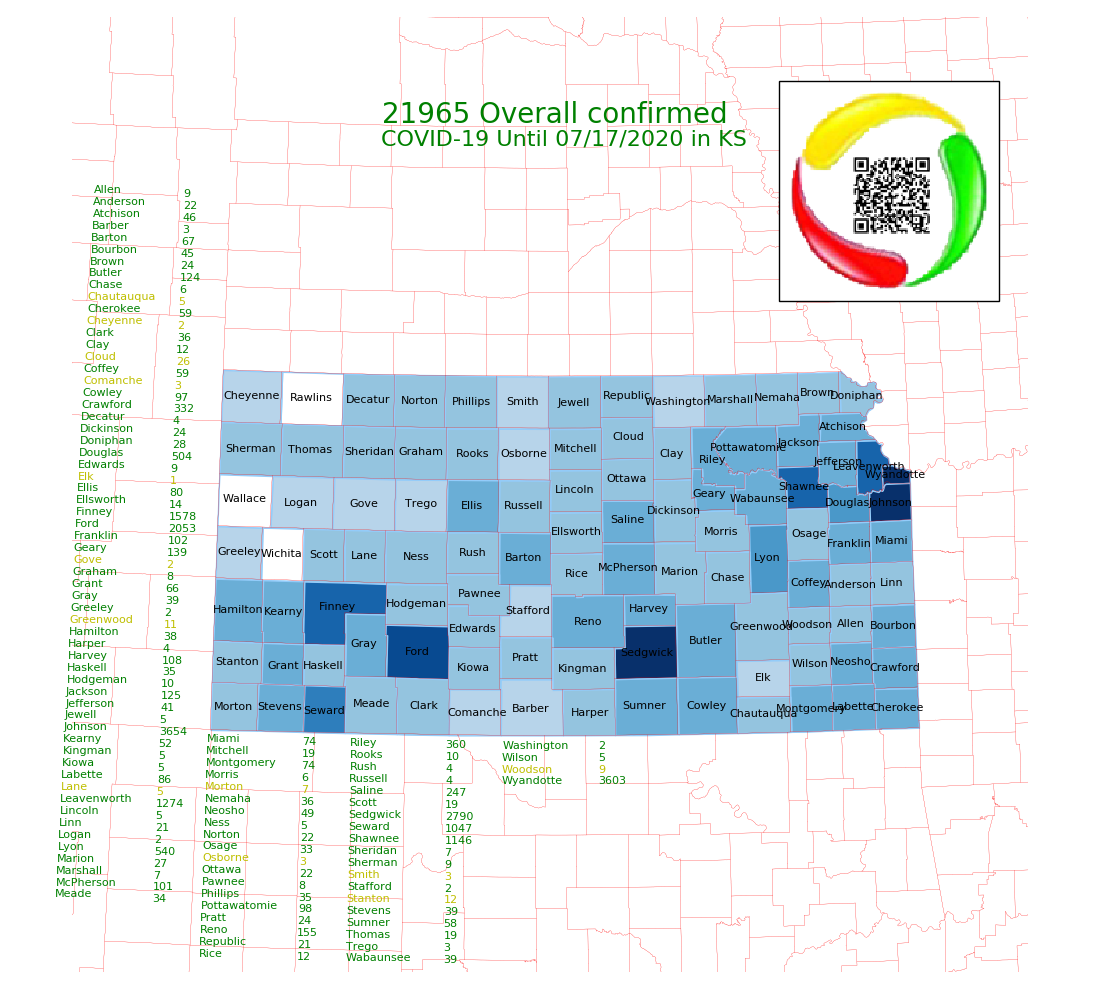 21965 Overall confirmed
COVID-19 Until 07/17/2020 in KS
Allen 9
Anderson 22
Atchison 46
Barber 3
Barton 67
Bourbon 45
Brown 24
Butler 124
Chase 6
Chautauqua 5
Cherokee 59
Cheyenne 2
Clark 36
Clay 12
Cloud 26
Coffey 59
Comanche 3
Cowley 97
Crawford 332
Decatur 4
Dickinson 24
Doniphan 28
Douglas 504
Edwards 9
Elk 1
Ellis 80
Ellsworth 14
Finney 1578
Ford 2053
Franklin 102
Geary 139
Gove 2
Graham 8
Grant 66
Gray 39
Greeley 2
Greenwood 11
Hamilton 38
Harper 4
Harvey 108
Haskell 35
Hodgeman 10
Jackson 125
Jefferson 41
Jewell 5
Johnson 3654
Kearny 52
Kingman 5
Kiowa 5
Labette 86
Lane 5
Leavenworth 1274
Lincoln 5
Linn 21
Logan 2
Lyon 540
Marion 27
Marshall 7
McPherson 101
Meade 34
Miami 74
Mitchell 19
Montgomery 74
Morris 6
Morton 7
Nemaha 36
Neosho 49
Ness 5
Norton 22
Osage 33
Osborne 3
Ottawa 22
Pawnee 8
Phillips 35
Pottawatomie 98
Pratt 24
Reno 155
Republic 21
Rice 12
Riley 360
Rooks 10
Rush 4
Russell 4
Saline 247
Scott 19
Sedgwick 2790
Seward 1047
Shawnee 1146
Sheridan 7
Sherman 9
Smith 3
Stafford 2
Stanton 12
Stevens 39
Sumner 58
Thomas 19
Trego 3
Wabaunsee 39
Washington 2
Wilson 5
Woodson 9
Wyandotte 3603
Cheyenne Rawlins Decatur Norton Phillips Smith Jewell Republic Washington Marshall Nemaha Brown Doniphan
Sherman Thomas Sheridan Graham Rooks Osborne Mitchell Cloud Clay Riley Pottawatomie Jackson Atchison
Jefferson Leavenworth Wyandotte
Wallace Logan Gove Trego Ellis Russell Lincoln Ottawa Dickinson Geary Wabaunsee Shawnee Douglas Johnson
Greeley Wichita Scott Lane Ness Rush Barton Ellsworth Saline Morris Osage Franklin Miami
Rice McPherson Marion Chase Lyon Coffey Anderson Linn
Hamilton Kearny Finney Hodgeman Pawnee Stafford Reno Harvey Butler Greenwood Woodson Allen Bourbon
Gray Ford Edwards Sedgwick
Stanton Grant Haskell Kiowa Pratt Kingman Elk Wilson Neosho Crawford
Morton Stevens Seward Meade Clark Comanche Barber Harper Sumner Cowley Chautauqua Montgomery Labette Cherokee